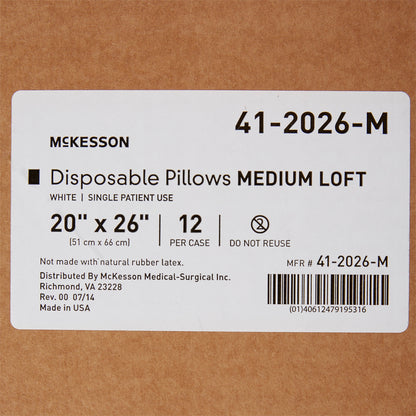 41-2026-M
McKESSON
Disposable Pillows MEDIUM LOFT
WHITE | SINGLE PATIENT USE
20" x 26"
(51 cm x 66 cm)
12
PER CASE
DO NOT REUSE
MFR # 41-2026-M
Not made with natural rubber latex.
Distributed By McKesson Medical-Surgical Inc.
Richmond, VA 23228
Rev. 00 07/14
Made in USA
(01)40612479195316